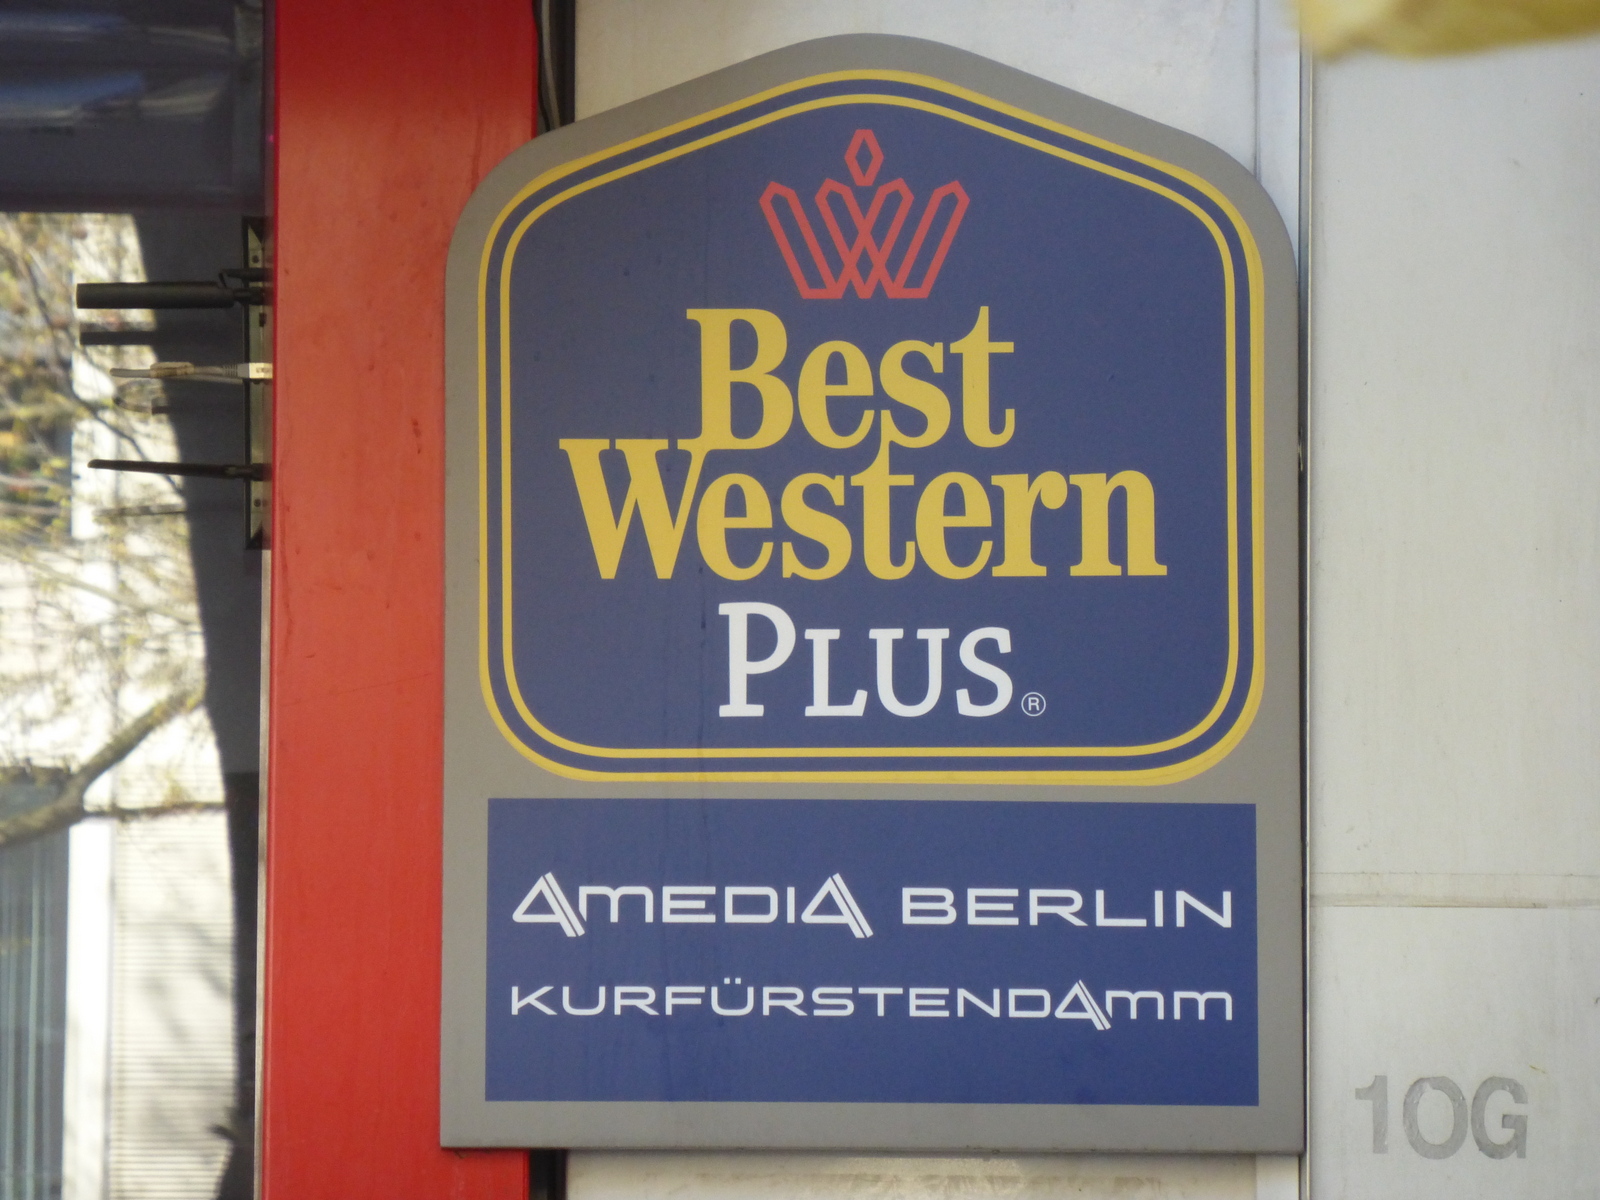 Best
Western
PLUS®
AMEDIA BERLIN
KURFÜRSTENDAMM
10G